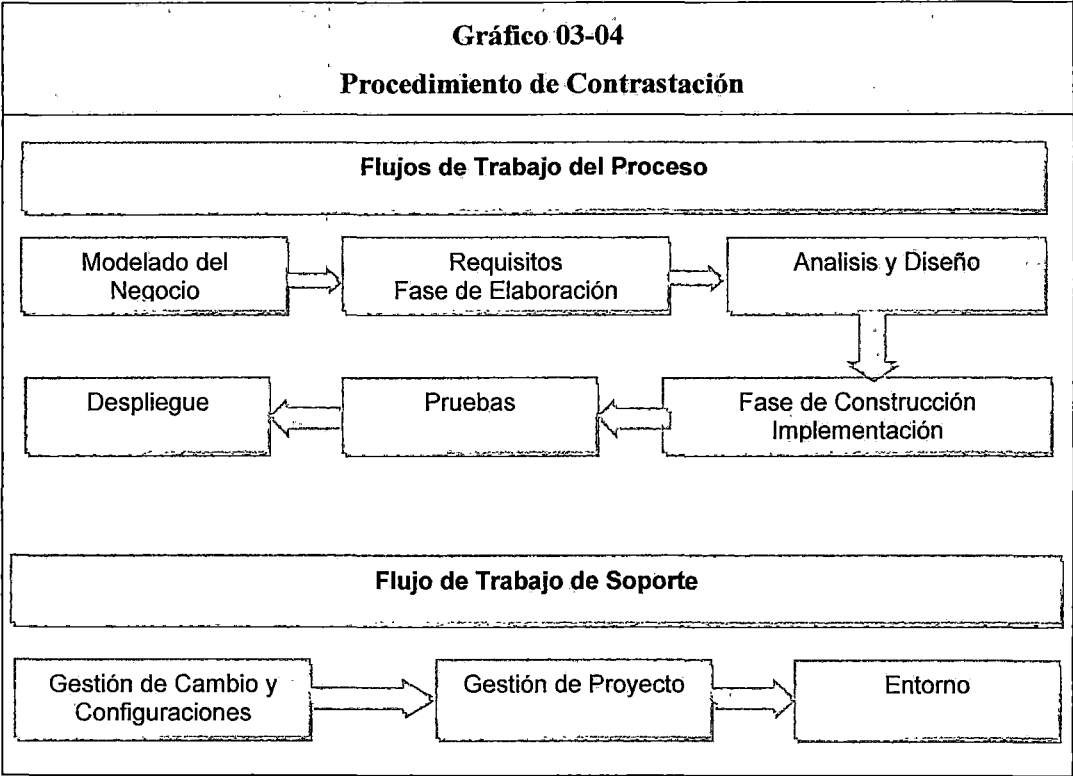 Gráfico 03-04
Procedimiento de Contrastación
Flujos de Trabajo del Proceso
Modelado del
Negocio
Requisitos
Fase de Elaboración
Analisis y Diseño
Despliegue
Pruebas
Fase de Construcción
Implementación
Flujo de Trabajo de Soporte
Gestión de Cambio y
Configuraciones
Gestión de Proyecto
Entorno